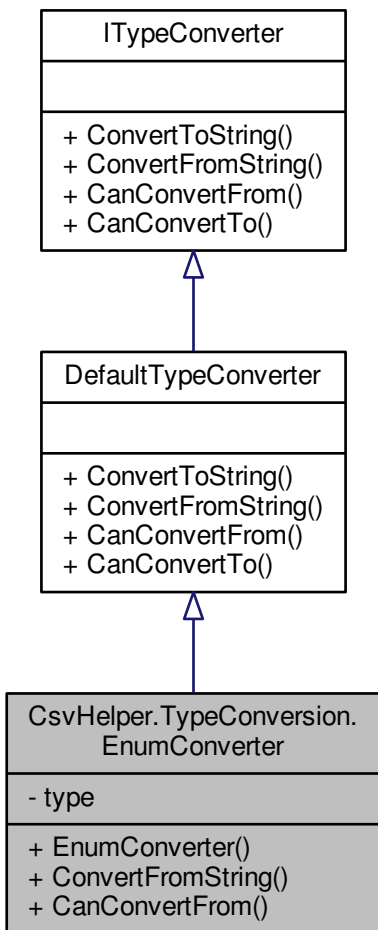 ITypeConverter
+ ConvertToString()
+ ConvertFromString()
+ CanConvertFrom()
+ CanConvertTo()
DefaultTypeConverter
+ ConvertToString()
+ ConvertFromString()
+ CanConvertFrom()
+ CanConvertTo()
CsvHelper.TypeConversion.
EnumConverter
- type
+ EnumConverter()
+ ConvertFromString()
+ CanConvertFrom()